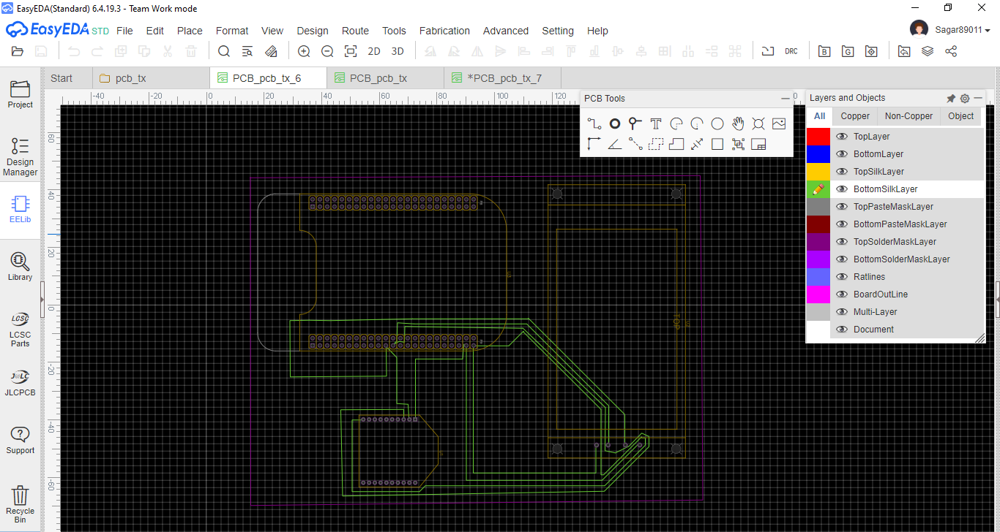 EasyEDA(Standard) 6.4.19.3 - Team Work mode
EasyEDA STD File Edit Place Format View Design Route Tools Fabrication Advanced Setting Help Sagar89011
2D 3D DRC B G
Start pcb_tx PCB_pcb_tx_6 PCB_pcb_tx *PCB_pcb_tx_7
-40 -20 0 20 40 60 80 100 120
60
40
20
0
-20
-40
-60
Project
Design
Manager
EELib
Library
LCSC
LCSC
Parts
J@LC
JLCPCB
Support
Recycle
Bin
PCB Tools
Layers and Objects
All Copper Non-Copper Object
TopLayer
BottomLayer
TopSilkLayer
BottomSilkLayer
TopPasteMaskLayer
BottomPasteMaskLayer
TopSolderMaskLayer
BottomSolderMaskLayer
Ratlines
BoardOutLine
Multi-Layer
Document
TOP